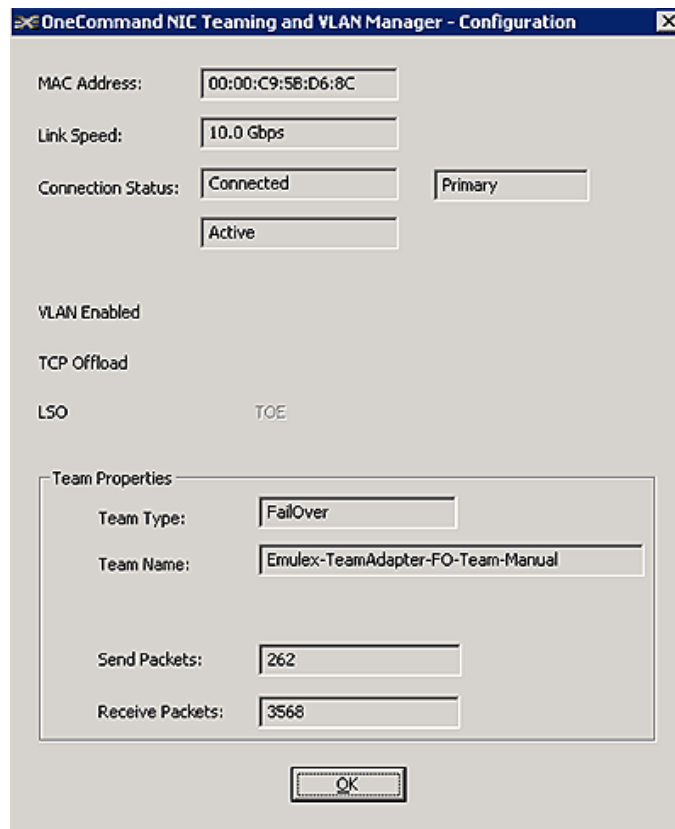 OneCommand NIC Teaming and VLAN Manager - Configuration
MAC Address: 00:00:C9:5B:D6:8C
Link Speed: 10.0 Gbps
Connection Status: Connected Primary
Active
VLAN Enabled
TCP Offload
LSO TOE
Team Properties
Team Type: FailOver
Team Name: Emulex-TeamAdapter-FO-Team-Manual
Send Packets: 262
Receive Packets: 3568
OK